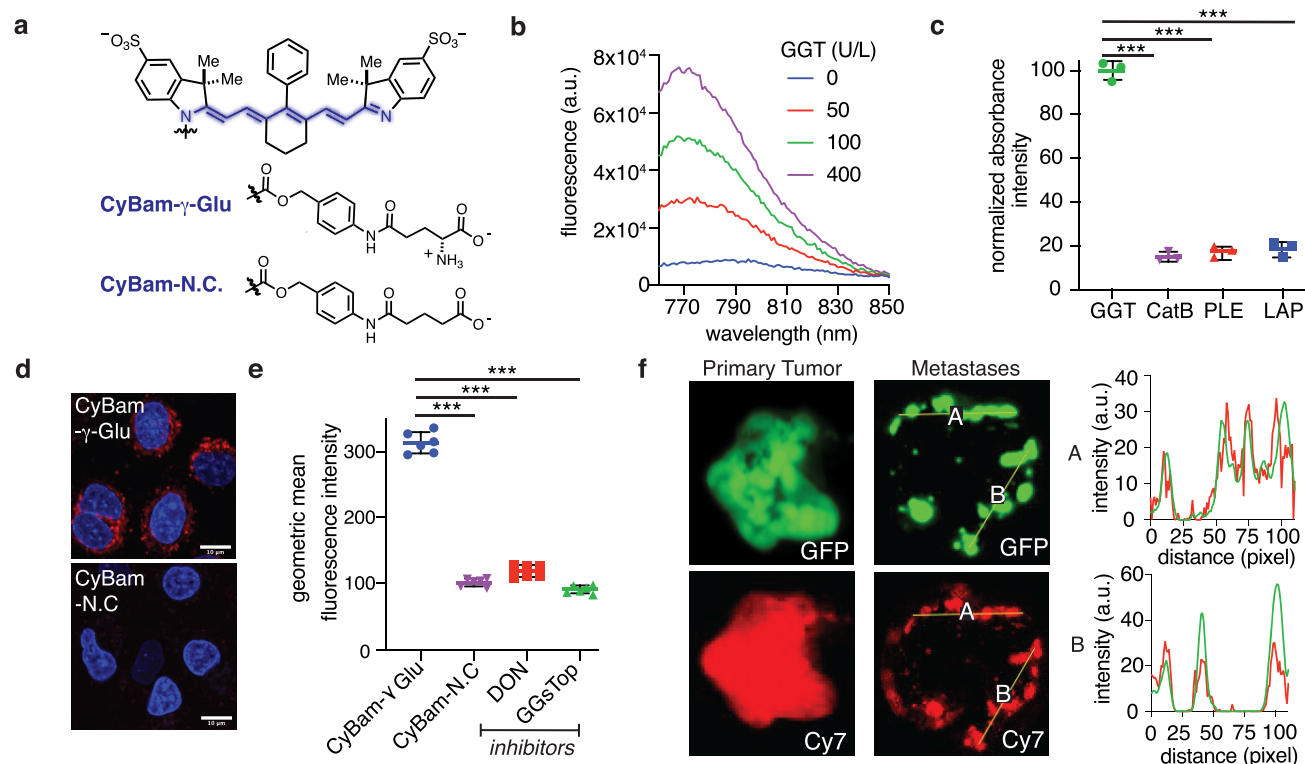 a
⁻O₃S
SO₃⁻
Me
Me
Me
Me
N
N
CyBam-γ-Glu
O
O
N
H
O
O
O⁻
+
NH₃
CyBam-N.C.
O
O
N
H
O
O
O⁻
b
fluorescence (a.u.)
8x10⁴
6x10⁴
4x10⁴
2x10⁴
0
GGT (U/L)
0
50
100
400
770 790 810 830 850
wavelength (nm)
c
***
***
***
normalized absorbance
intensity
100
80
60
40
20
0
GGT CatB PLE LAP
d
CyBam
-γ-Glu
10 µm
CyBam
-N.C
10 µm
e
***
***
***
geometric mean
fluorescence intensity
300
200
100
0
CyBam-γ Glu
CyBam-N.C
DON
GGsTop
inhibitors
f
Primary Tumor
Metastases
GFP
A
B
GFP
Cy7
A
B
Cy7
A
intensity (a.u.)
40
30
20
10
0
0 25 50 75 100
distance (pixel)
B
intensity (a.u.)
60
40
20
0
0 25 50 75 100
distance (pixel)